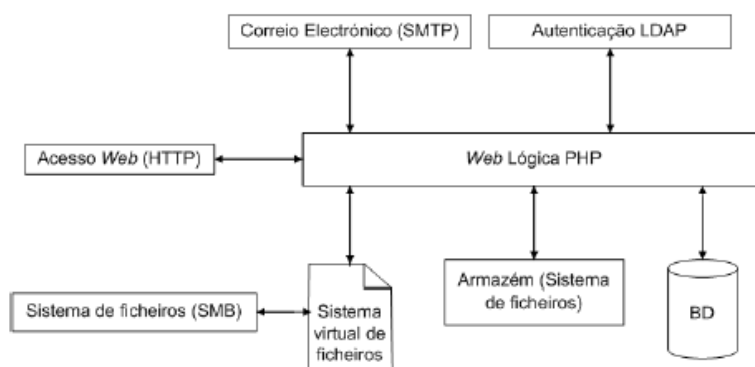 Correio Electrónico (SMTP)
Autenticação LDAP
Acesso Web (HTTP)
Web Lógica PHP
Sistema de ficheiros (SMB)
Sistema
virtual de
ficheiros
Armazém (Sistema
de ficheiros)
BD